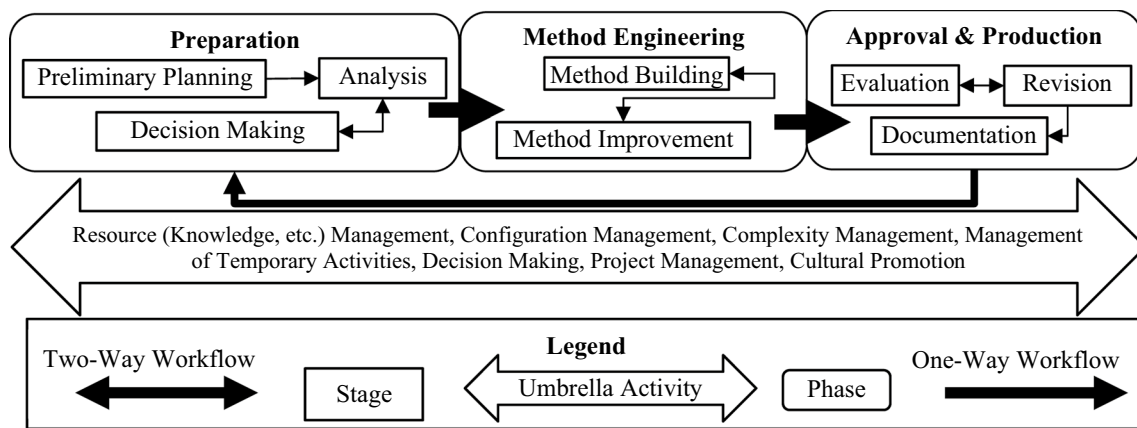 Preparation
Preliminary Planning
Analysis
Decision Making
Method Engineering
Method Building
Method Improvement
Approval & Production
Evaluation
Revision
Documentation
Resource (Knowledge, etc.) Management, Configuration Management, Complexity Management, Management
of Temporary Activities, Decision Making, Project Management, Cultural Promotion
Legend
Two-Way Workflow
Stage
Umbrella Activity
Phase
One-Way Workflow